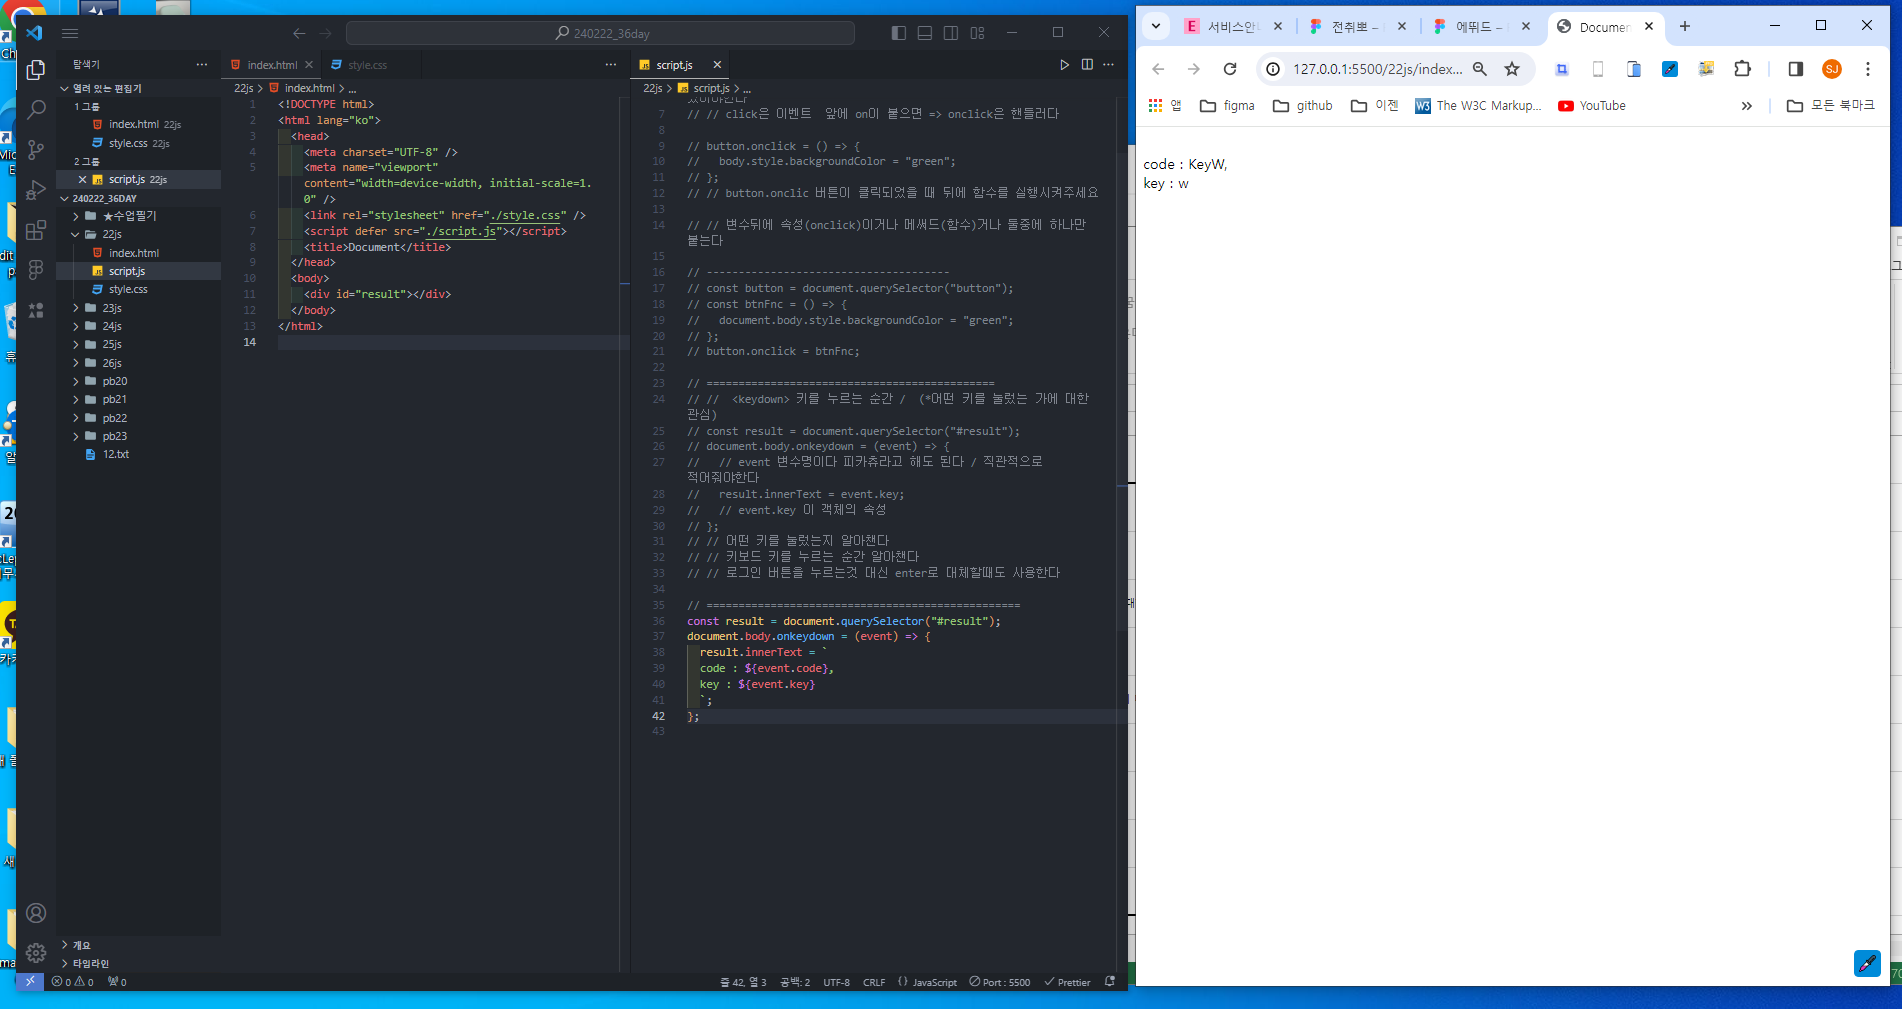 240222_36day
탐색기
열려 있는 편집기
1 그룹
index.html 22js
style.css 22js
2 그룹
script.js 22js
240222_36DAY
★수업필기
22js
index.html
script.js
style.css
23js
24js
25js
26js
pb20
pb21
pb22
pb23
12.txt
개요
타임라인
index.html
style.css
22js > index.html > ...
1 <!DOCTYPE html>
2 <html lang="ko">
3 <head>
4 <meta charset="UTF-8" />
5 <meta name="viewport"
content="width=device-width, initial-scale=1.
0" />
6 <link rel="stylesheet" href="./style.css" />
7 <script defer src="./script.js"></script>
8 <title>Document</title>
9 </head>
10 <body>
11 <div id="result"></div>
12 </body>
13 </html>
14
script.js
22js > script.js > ...
7 // // click은 이벤트 앞에 on이 붙으면 => onclick은 핸들러다
8
9 // button.onclick = () => {
10 // body.style.backgroundColor = "green";
11 // };
12 // // button.onclic 버튼이 클릭되었을 때 뒤에 함수를 실행시켜주세요
13
14 // // 변수뒤에 속성(onclick)이거나 메써드(함수)거나 둘중에 하나만
붙는다
15
16 // --------------------------------------
17 // const button = document.querySelector("button");
18 // const btnFnc = () => {
19 // document.body.style.backgroundColor = "green";
20 // };
21 // button.onclick = btnFnc;
22
23 // =============================================
24 // // <keydown> 키를 누르는 순간 / (*어떤 키를 눌렀는 가에 대한
관심)
25 // const result = document.querySelector("#result");
26 // document.body.onkeydown = (event) => {
27 // // event 변수명이다 피카츄라고 해도 된다 / 직관적으로
적어줘야한다
28 // result.innerText = event.key;
29 // // event.key 이 객체의 속성
30 // };
31 // // 어떤 키를 눌렀는지 알아챈다
32 // // 키보드 키를 누르는 순간 알아챈다
33 // // 로그인 버튼을 누르는것 대신 enter로 대체할때도 사용한다
34
35 // =================================================
36 const result = document.querySelector("#result");
37 document.body.onkeydown = (event) => {
38 result.innerText = `
39 code : ${event.code},
40 key : ${event.key}
41 `;
42 };
43
0 0 0
줄 42, 열 3 공백: 2 UTF-8 CRLF {} JavaScript Port : 5500 Prettier
서비스안
전취뽀 –
에뛰드 –
Documen
127.0.0.1:5500/22js/index...
SJ
앱
figma
github
이젠
The W3C Markup...
YouTube
모든 북마크
code : KeyW,
key : w